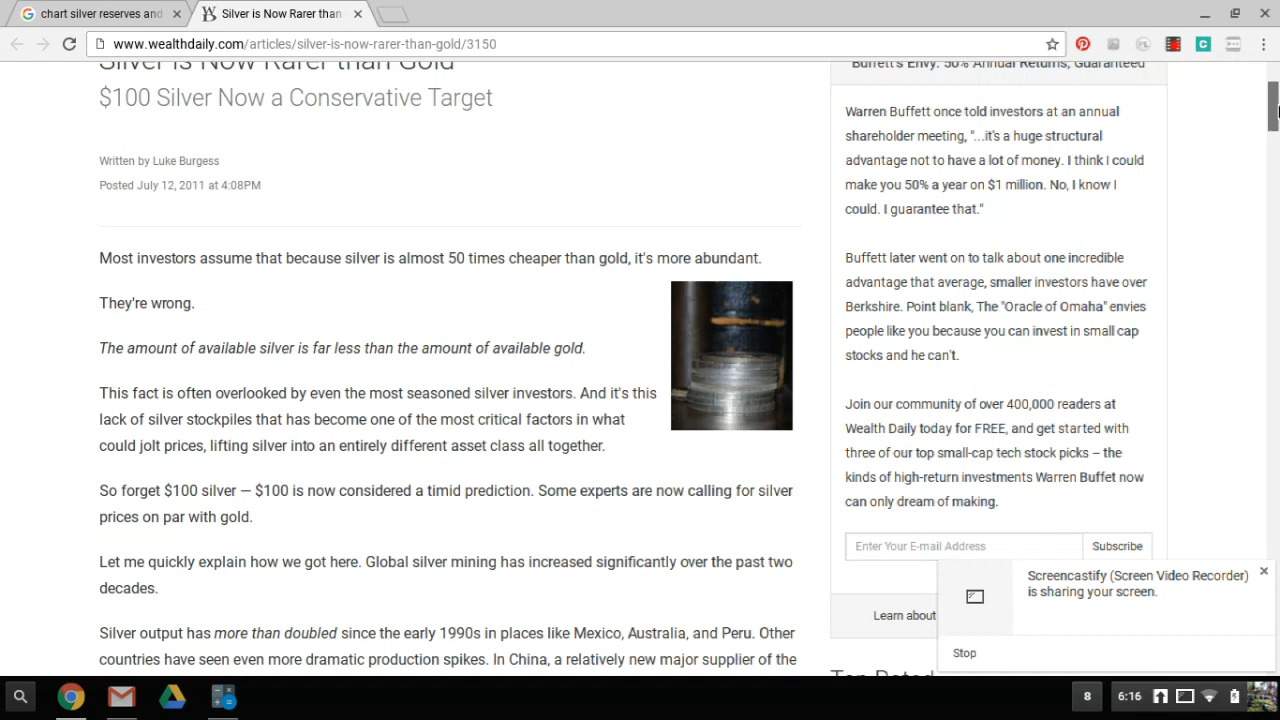 chart silver reserves and
Silver is Now Rarer than
www.wealthdaily.com/articles/silver-is-now-rarer-than-gold/3150
Silver is Now Rarer than Gold
$100 Silver Now a Conservative Target
Written by Luke Burgess
Posted July 12, 2011 at 4:08PM
Most investors assume that because silver is almost 50 times cheaper than gold, it's more abundant.
They're wrong.
The amount of available silver is far less than the amount of available gold.
This fact is often overlooked by even the most seasoned silver investors. And it's this
lack of silver stockpiles that has become one of the most critical factors in what
could jolt prices, lifting silver into an entirely different asset class all together.
So forget $100 silver — $100 is now considered a timid prediction. Some experts are now calling for silver
prices on par with gold.
Let me quickly explain how we got here. Global silver mining has increased significantly over the past two
decades.
Silver output has more than doubled since the early 1990s in places like Mexico, Australia, and Peru. Other
countries have seen even more dramatic production spikes. In China, a relatively new major supplier of the
Buffett's Envy: 50% Annual Returns, Guaranteed
Warren Buffett once told investors at an annual
shareholder meeting, "...it's a huge structural
advantage not to have a lot of money. I think I could
make you 50% a year on $1 million. No, I know I
could. I guarantee that."
Buffett later went on to talk about one incredible
advantage that average, smaller investors have over
Berkshire. Point blank, The "Oracle of Omaha" envies
people like you because you can invest in small cap
stocks and he can't.
Join our community of over 400,000 readers at
Wealth Daily today for FREE, and get started with
three of our top small-cap tech stock picks – the
kinds of high-return investments Warren Buffet now
can only dream of making.
Enter Your E-mail Address
Subscribe
Learn about
Top Rated
Screencastify (Screen Video Recorder)
is sharing your screen.
Stop
8
6:16